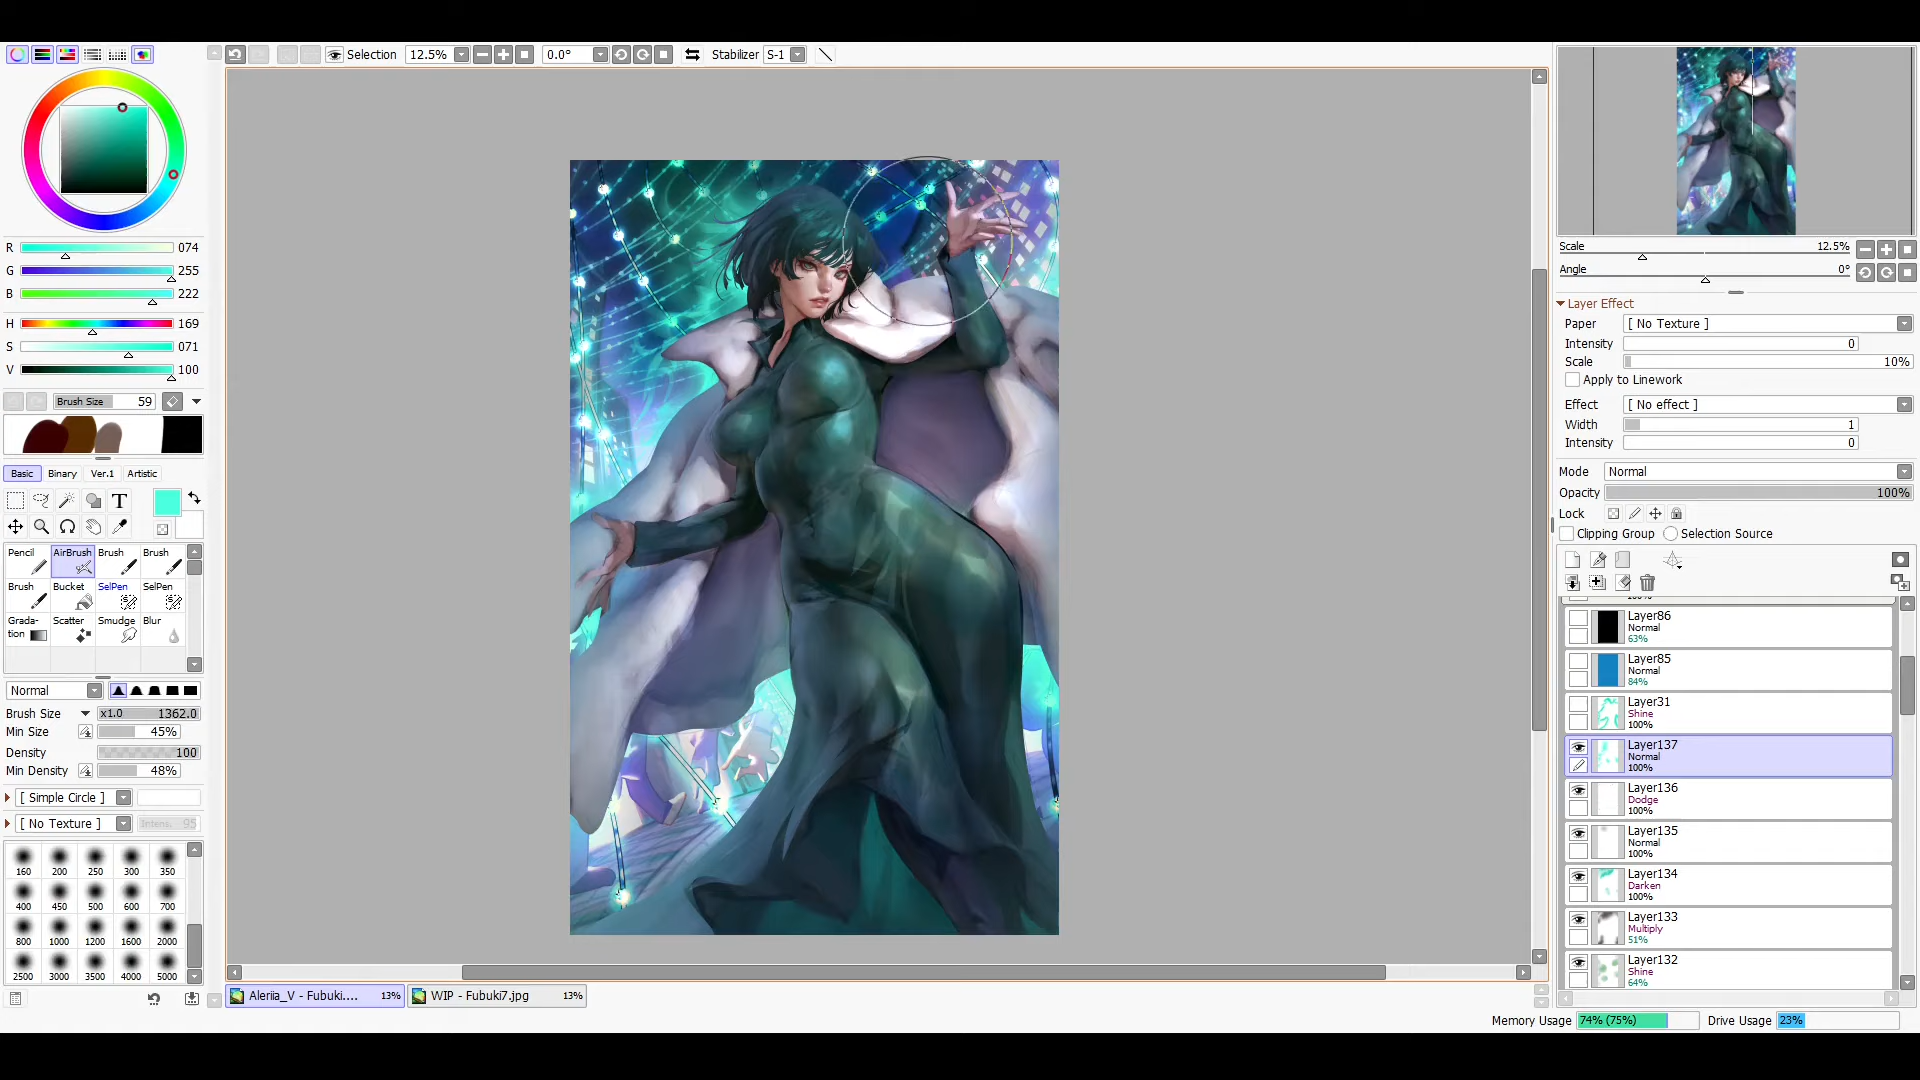 Selection 12.5% 0.0° Stabilizer S-1
R 074
G 255
B 222
H 169
S 071
V 100
Brush Size 59
Basic Binary Ver.1 Artistic
T
Pencil AirBrush Brush Brush
Brush Bucket SelPen SelPen
Grada-tion Scatter Smudge Blur
Normal
Brush Size x1.0 1362.0
Min Size 45%
Density 100
Min Density 48%
[ Simple Circle ]
[ No Texture ] Intens. 95
160 200 250 300 350
400 450 500 600 700
800 1000 1200 1600 2000
2500 3000 3500 4000 5000
Aleriia_V - Fubuki.... 13% WIP - Fubuki7.jpg 13%
Scale 12.5%
Angle 0°
Layer Effect
Paper [ No Texture ]
Intensity 0
Scale 10%
Apply to Linework
Effect [ No effect ]
Width 1
Intensity 0
Mode Normal
Opacity 100%
Lock
Clipping Group Selection Source
100%
Layer86
Normal
63%
Layer85
Normal
84%
Layer31
Shine
100%
Layer137
Normal
100%
Layer136
Dodge
100%
Layer135
Normal
100%
Layer134
Darken
100%
Layer133
Multiply
51%
Layer132
Shine
64%
Memory Usage 74% (75%) Drive Usage 23%